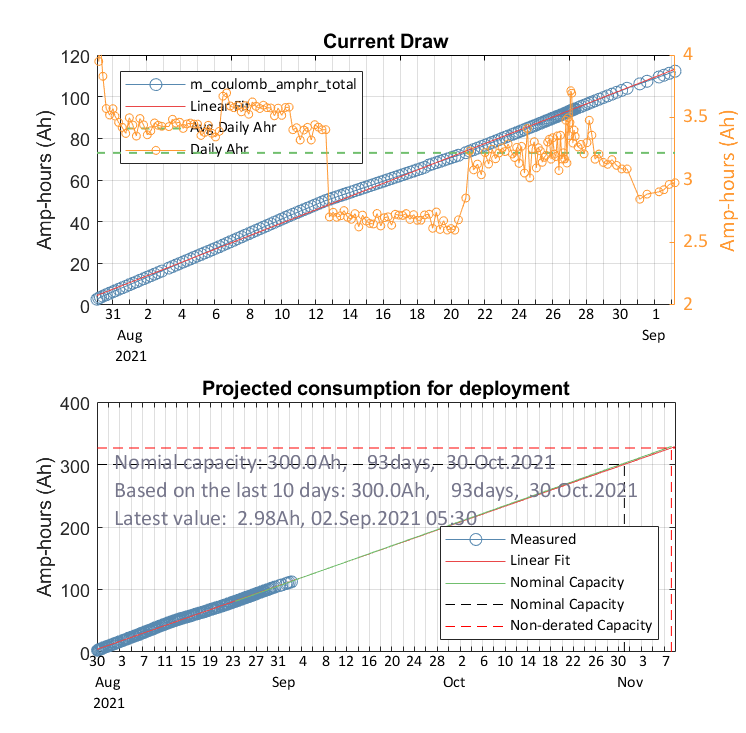 Current Draw
120
100
80
60
40
20
0
Amp-hours (Ah)
4
3.5
3
2.5
2
Amp-hours (Ah)
m_coulomb_amphr_total
Linear Fit
Avg Daily Ahr
Daily Ahr
31 2 4 6 8 10 12 14 16 18 20 22 24 26 28 30 1
Aug Sep
2021
Projected consumption for deployment
400
300
200
100
0
Amp-hours (Ah)
Nomial capacity: 300.0Ah, 93days, 30.Oct.2021
Based on the last 10 days: 300.0Ah, 93days, 30.Oct.2021
Latest value: 2.98Ah, 02.Sep.2021 05:30
Measured
Linear Fit
Nominal Capacity
Nominal Capacity
Non-derated Capacity
30 3 7 11 15 19 23 27 31 4 8 12 16 20 24 28 2 6 10 14 18 22 26 30 3 7
Aug Sep Oct Nov
2021